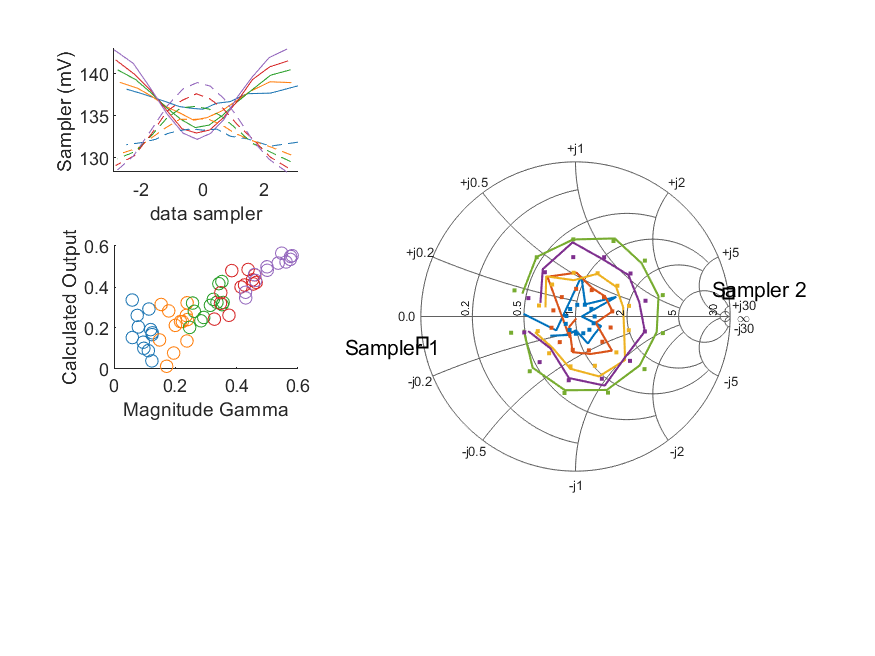 Sampler (mV)
140
135
130
-2 0 2
data sampler
Calculated Output
0.6
0.4
0.2
0
0 0.2 0.4 0.6
Magnitude Gamma
+j1
+j0.5 +j2
+j0.2 +j5
Sampler 2
+j30
0.0 0.2 0.5 1 2 5 10 30 ∞
-j30
Sampler 1
-j0.2 -j5
-j0.5 -j2
-j1